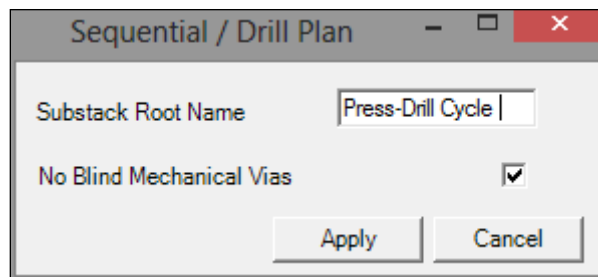 Sequential / Drill Plan
Substack Root Name Press-Drill Cycle
No Blind Mechanical Vias
Apply Cancel